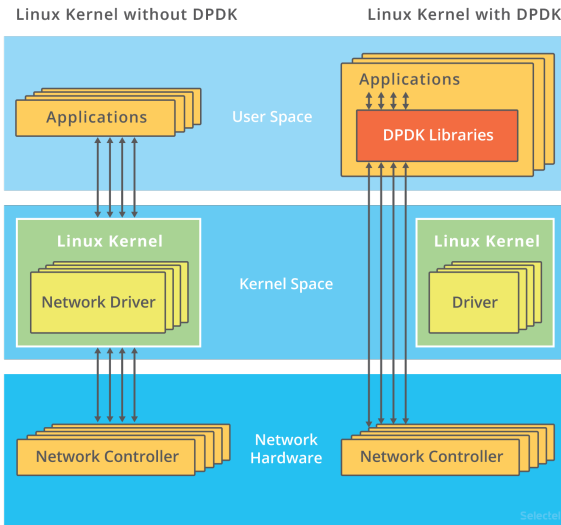 Linux Kernel without DPDK
Linux Kernel with DPDK
Applications
User Space
Applications
DPDK Libraries
Linux Kernel
Network Driver
Kernel Space
Linux Kernel
Driver
Network Controller
Network
Hardware
Network Controller
Selectel